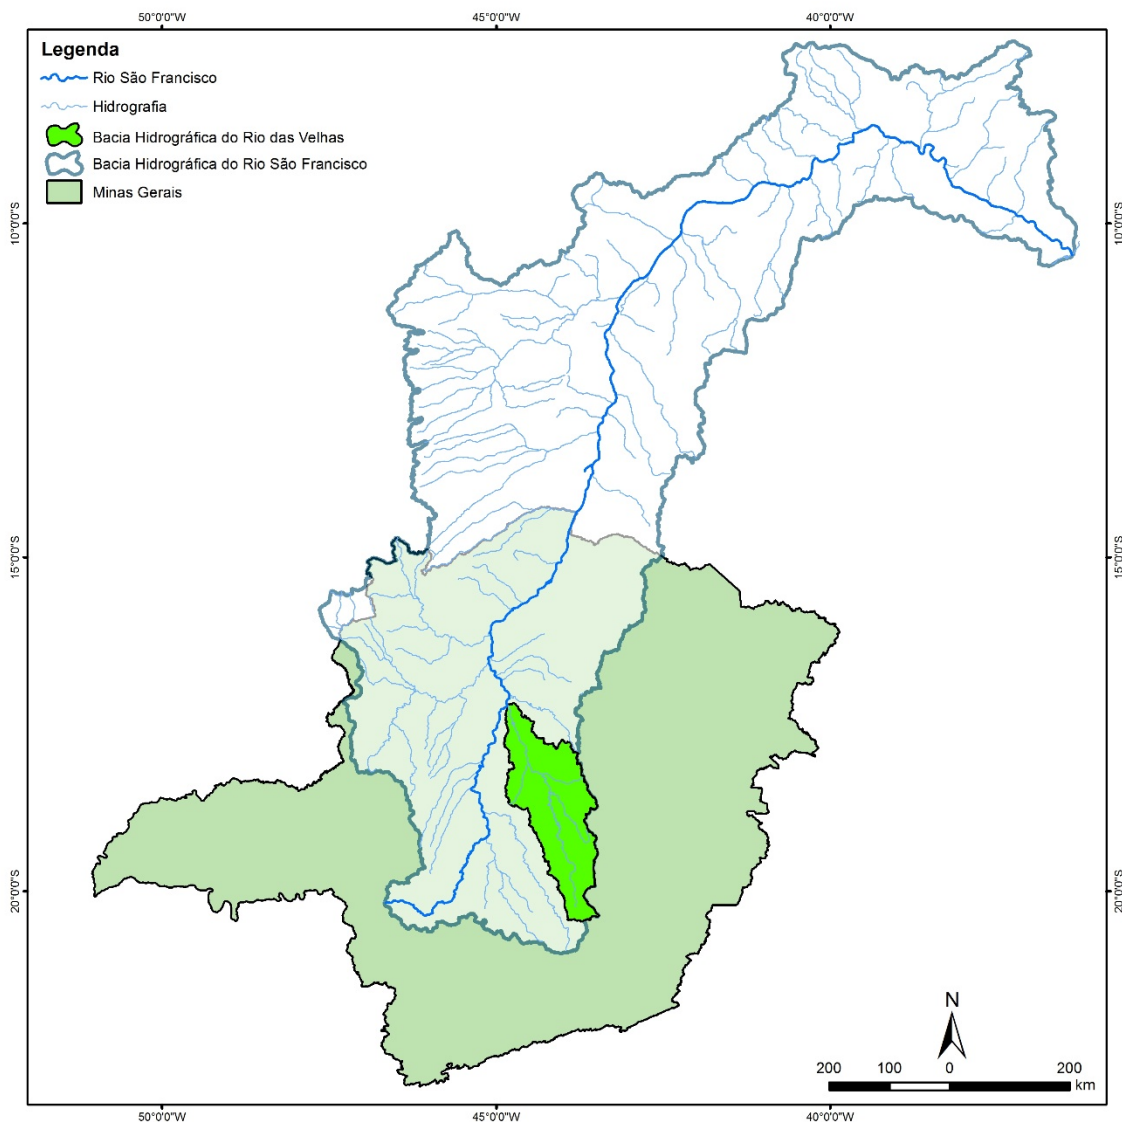 50°0'0"W 45°0'0"W 40°0'0"W
Legenda
Rio São Francisco
Hidrografia
Bacia Hidrográfica do Rio das Velhas
Bacia Hidrográfica do Rio São Francisco
Minas Gerais
10°0'0"S 10°0'0"S
15°0'0"S 15°0'0"S
20°0'0"S 20°0'0"S
N
200 100 0 200
km
50°0'0"W 45°0'0"W 40°0'0"W